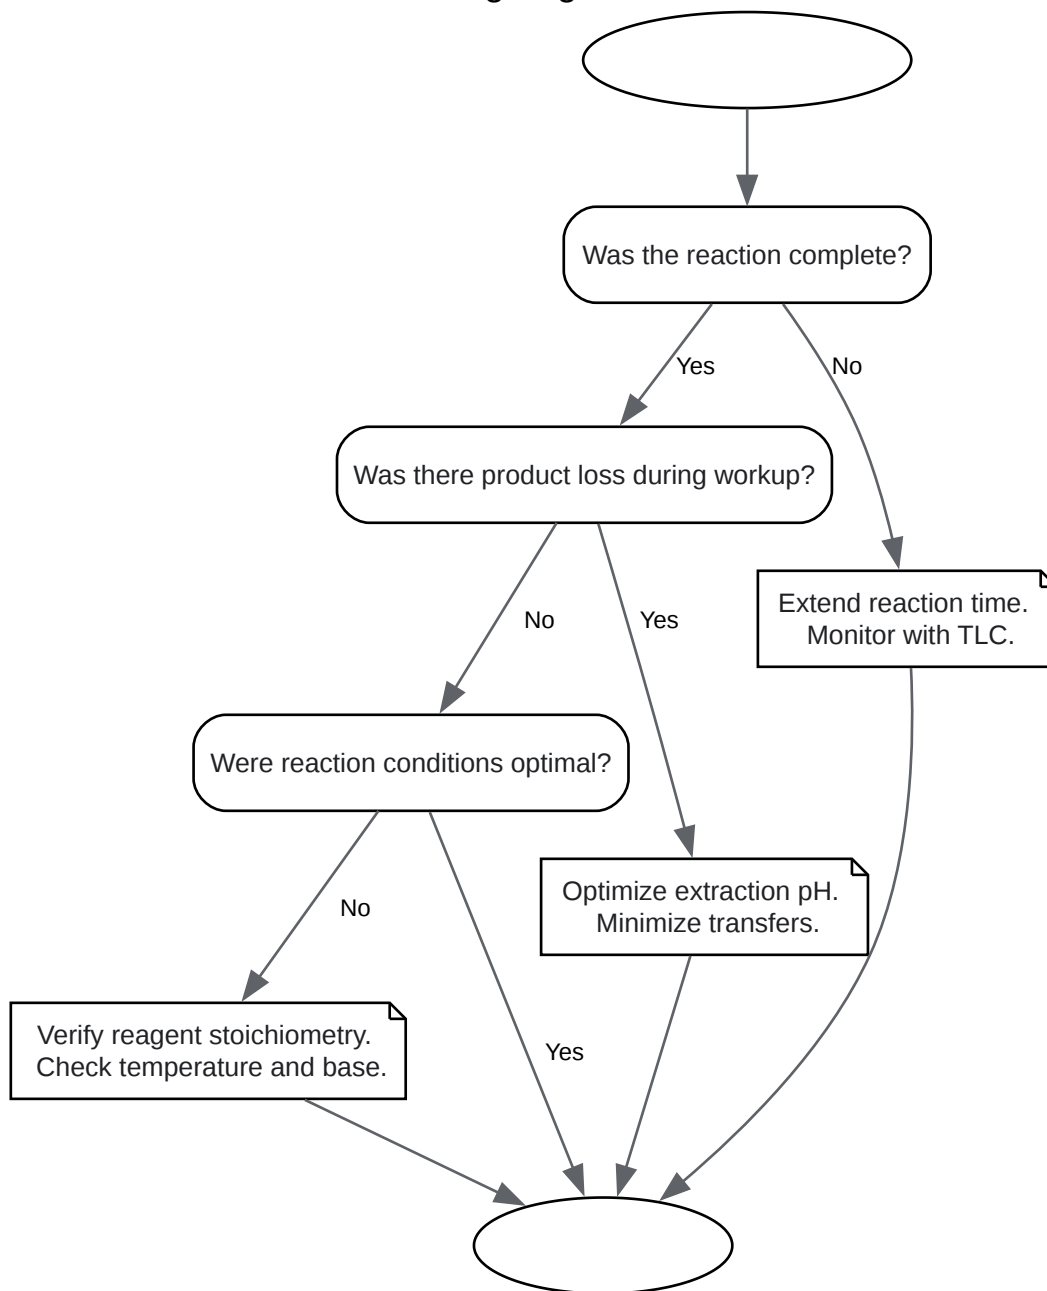 Was the reaction complete?
Yes
No
Was there product loss during workup?
No
Yes
Extend reaction time.
Monitor with TLC.
Were reaction conditions optimal?
No
Optimize extraction pH.
Minimize transfers.
Verify reagent stoichiometry.
Check temperature and base.
Yes